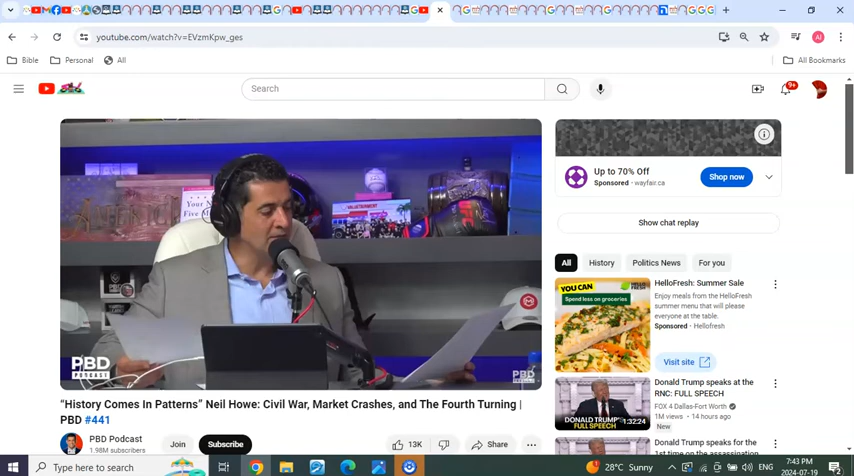 youtube.com/watch?v=EVzmKpw_ges
Bible
Personal
All
All Bookmarks
Search
9+
Up to 70% Off
Sponsored · wayfair.ca
Shop now
Show chat replay
All
History
Politics News
For you
YOU CAN
Spend less on groceries
HELLO FRESH
HelloFresh: Summer Sale
Enjoy meals from the HelloFresh
summer menu that will please
everyone at the table.
Sponsored · Hellofresh
Visit site
PBD
PODCAST
PBD
“History Comes In Patterns” Neil Howe: Civil War, Market Crashes, and The Fourth Turning |
PBD #441
PBD Podcast
1.98M subscribers
Join
Subscribe
13K
Share
DONALD TRUMP
FULL SPEECH
1:32:24
Donald Trump speaks at the
RNC: FULL SPEECH
FOX 4 Dallas-Fort Worth
1M views · 14 hours ago
New
Donald Trump speaks for the
1st time on the assassination
Type here to search
28°C Sunny
ENG
7:43 PM
2024-07-19
2